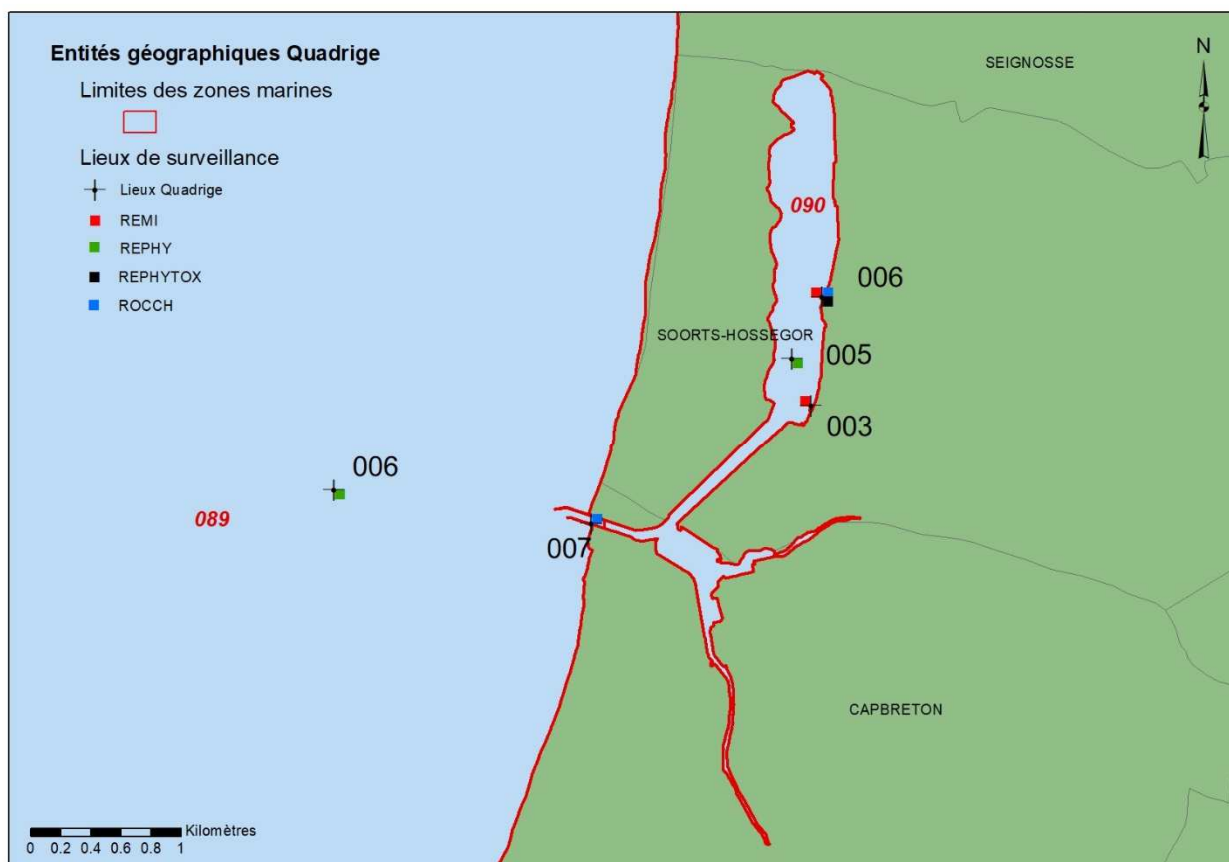 Entités géographiques Quadrige
Limites des zones marines
Lieux de surveillance
Lieux Quadrige
REMI
REPHY
REPHYTOX
ROCCH
SEIGNOSSE
N
090
006
SOORTS-HOSSEGOR
005
003
006
089
007
CAPBRETON
Kilomètres
0 0.2 0.4 0.6 0.8 1